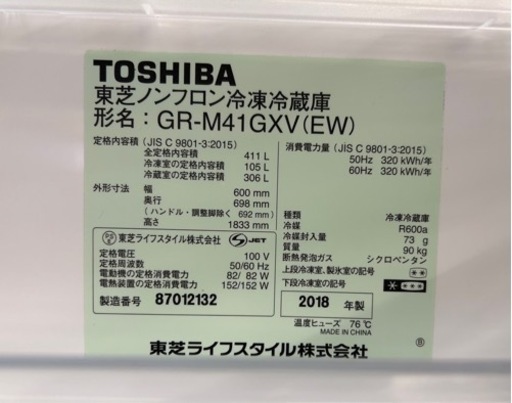 TOSHIBA
東芝ノンフロン冷凍冷蔵庫
形名：GR-M41GXV(EW)
定格内容積（JIS C 9801-3:2015）
全定格内容積 411 L
冷凍室の定格内容積 105 L
冷蔵室の定格内容積 306 L
外形寸法 幅 600 mm
奥行 698 mm
（ハンドル・調整脚除く 692 mm）
高さ 1833 mm
消費電力量（JIS C 9801-3:2015）
50Hz 320 kWh/年
60Hz 320 kWh/年
種類 冷凍冷蔵庫
冷媒 R600a
冷媒封入量 73 g
質量 90 kg
断熱発泡ガス シクロペンタン
上段冷凍室、製氷室の記号 ＊＊
下段冷凍室の記号 ＊＊＊＊
東芝ライフスタイル株式会社 S JET
定格電圧 100 V
定格周波数 50/60 Hz
電動機の定格消費電力 82/ 82 W
電熱装置の定格消費電力 152/152 W
製造番号 87012132
2018 年製
温度ヒューズ 76℃
MADE IN CHINA
東芝ライフスタイル株式会社
Ⓑ